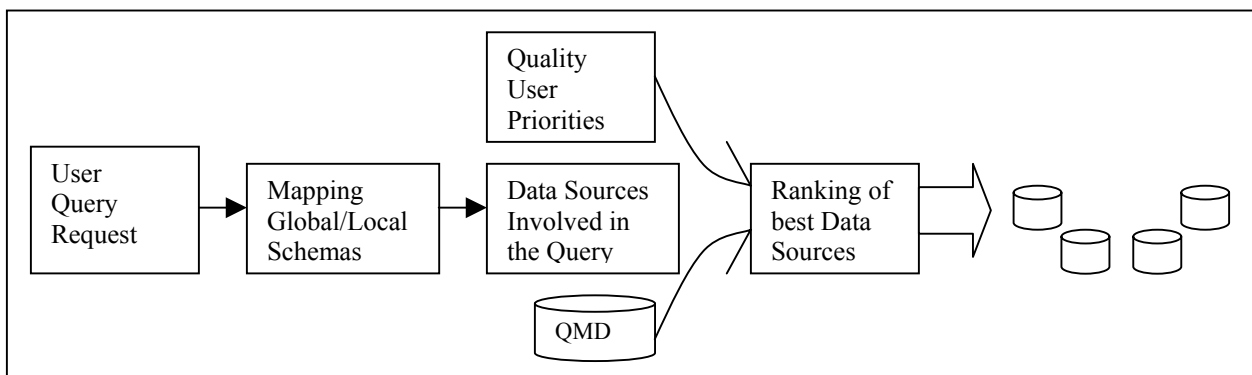 User
Query
Request
Mapping
Global/Local
Schemas
Quality
User
Priorities
Data Sources
Involved in
the Query
QMD
Ranking of
best Data
Sources